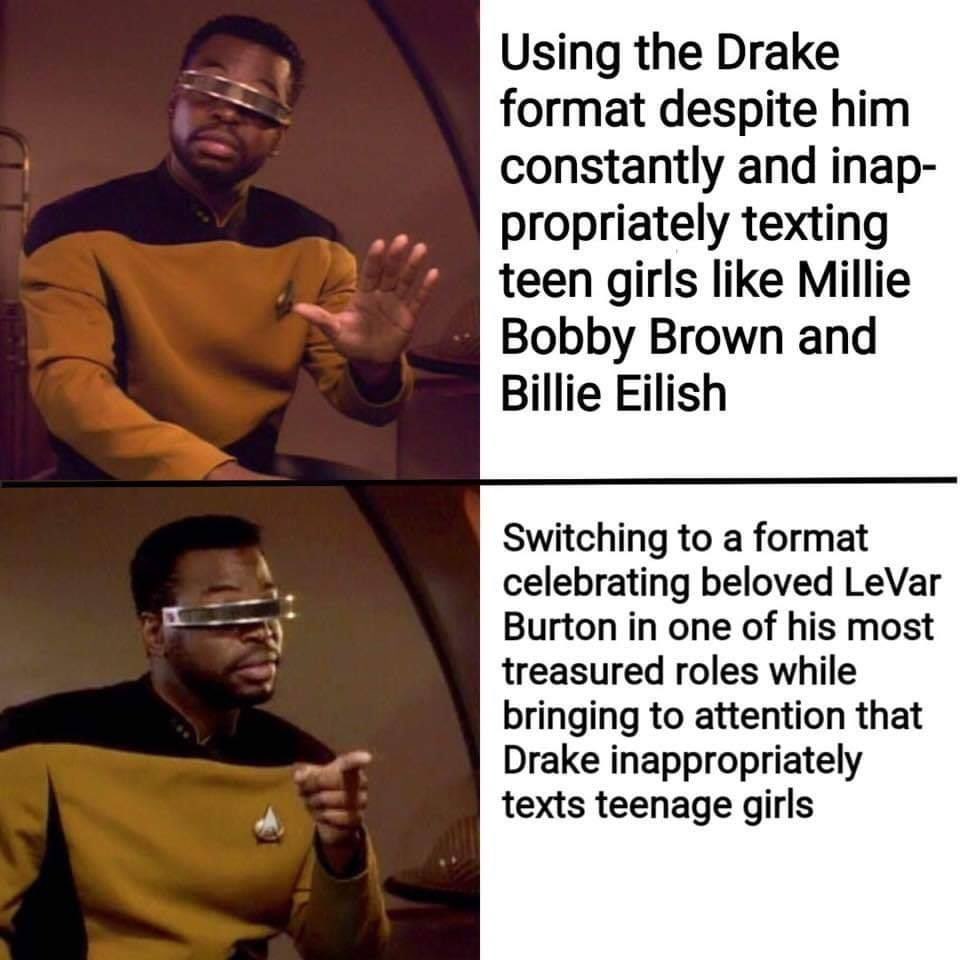 Using the Drake
format despite him
constantly and inap-
propriately texting
teen girls like Millie
Bobby Brown and
Billie Eilish
Switching to a format
celebrating beloved LeVar
Burton in one of his most
treasured roles while
bringing to attention that
Drake inappropriately
texts teenage girls